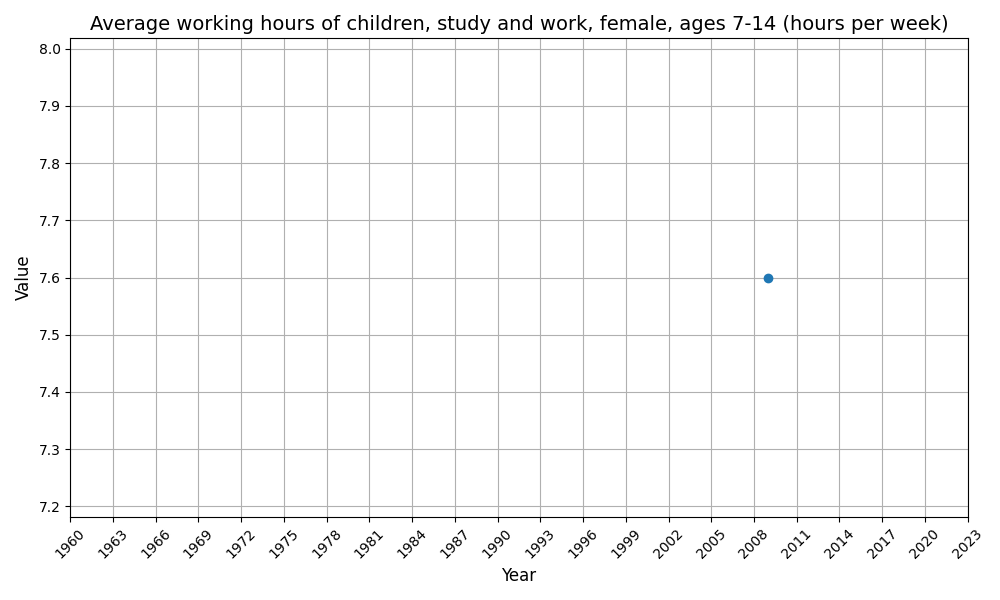 Average working hours of children, study and work, female, ages 7-14 (hours per week)
8.0
7.9
7.8
7.7
7.6
7.5
7.4
7.3
7.2
Value
1960 1963 1966 1969 1972 1975 1978 1981 1984 1987 1990 1993 1996 1999 2002 2005 2008 2011 2014 2017 2020 2023
Year